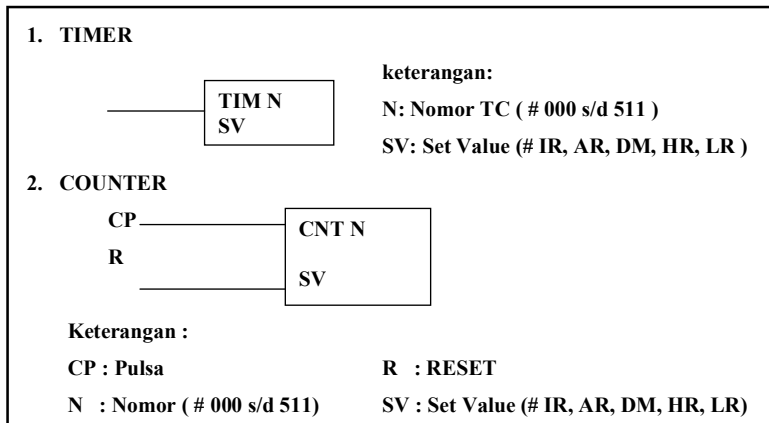 1. TIMER
TIM N
SV
keterangan:
N: Nomor TC ( # 000 s/d 511 )
SV: Set Value (# IR, AR, DM, HR, LR )
2. COUNTER
CP
R
CNT N
SV
Keterangan :
CP : Pulsa R : RESET
N : Nomor ( # 000 s/d 511) SV : Set Value (# IR, AR, DM, HR, LR)